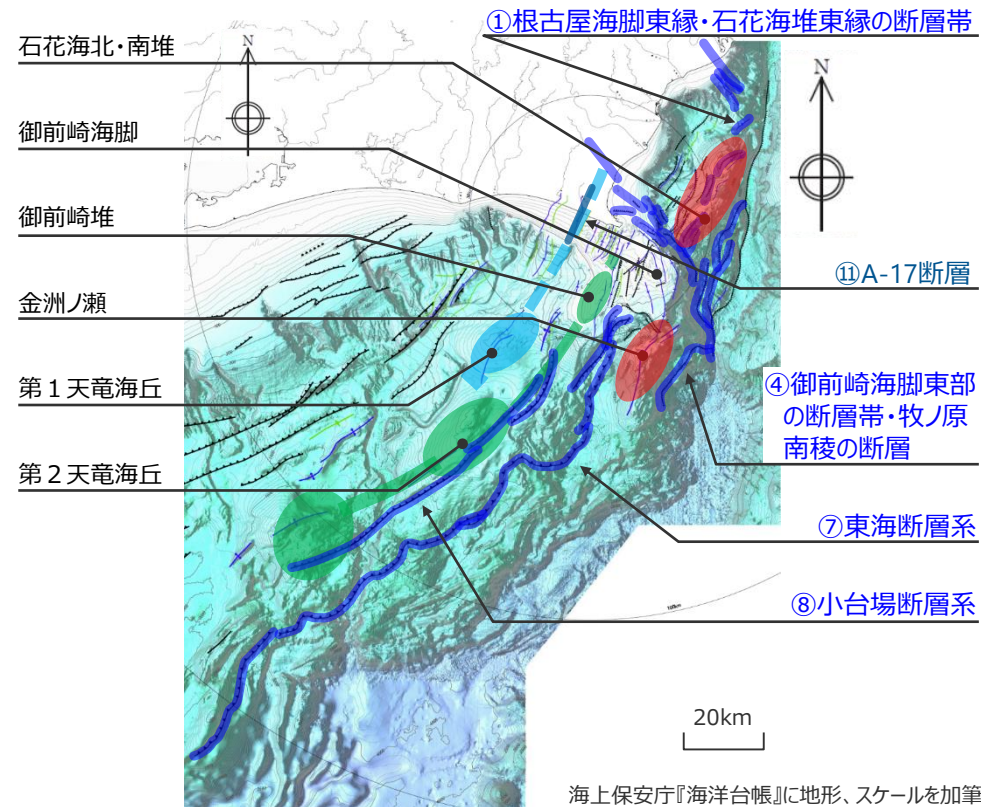 ①根古屋海脚東縁・石花海堆東縁の断層帯
石花海北・南堆
N
N
御前崎海脚
御前崎堆
⑪A-17断層
金洲ノ瀬
第1天竜海丘
④御前崎海脚東部
の断層帯・牧ノ原
南稜の断層
第2天竜海丘
⑦東海断層系
⑧小台場断層系
20km
海上保安庁『海洋台帳』に地形、スケールを加筆